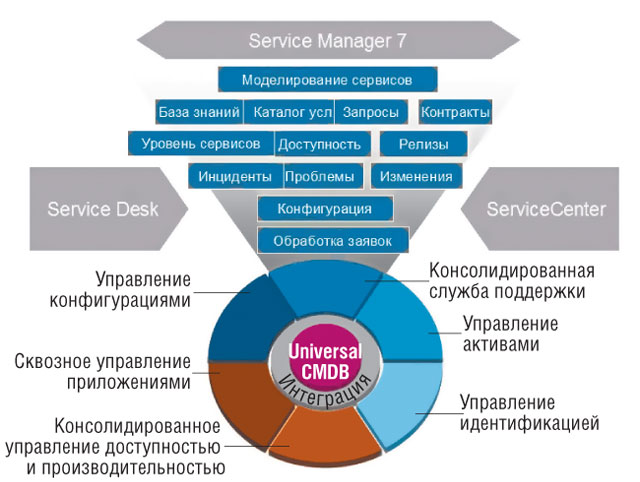 Service Manager 7
Моделирование сервисов
База знаний Каталог усл Запросы Контракты
Уровень сервисов Доступность Релизы
Инциденты Проблемы Изменения
Service Desk
Конфигурация
ServiceCenter
Обработка заявок
Управление
конфигурациями
Консолидированная
служба поддержки
Управление
активами
Universal
CMDB
Интеграция
Сквозное управление
приложениями
Управление
идентификацией
Консолидированное
управление доступностью
и производительностью